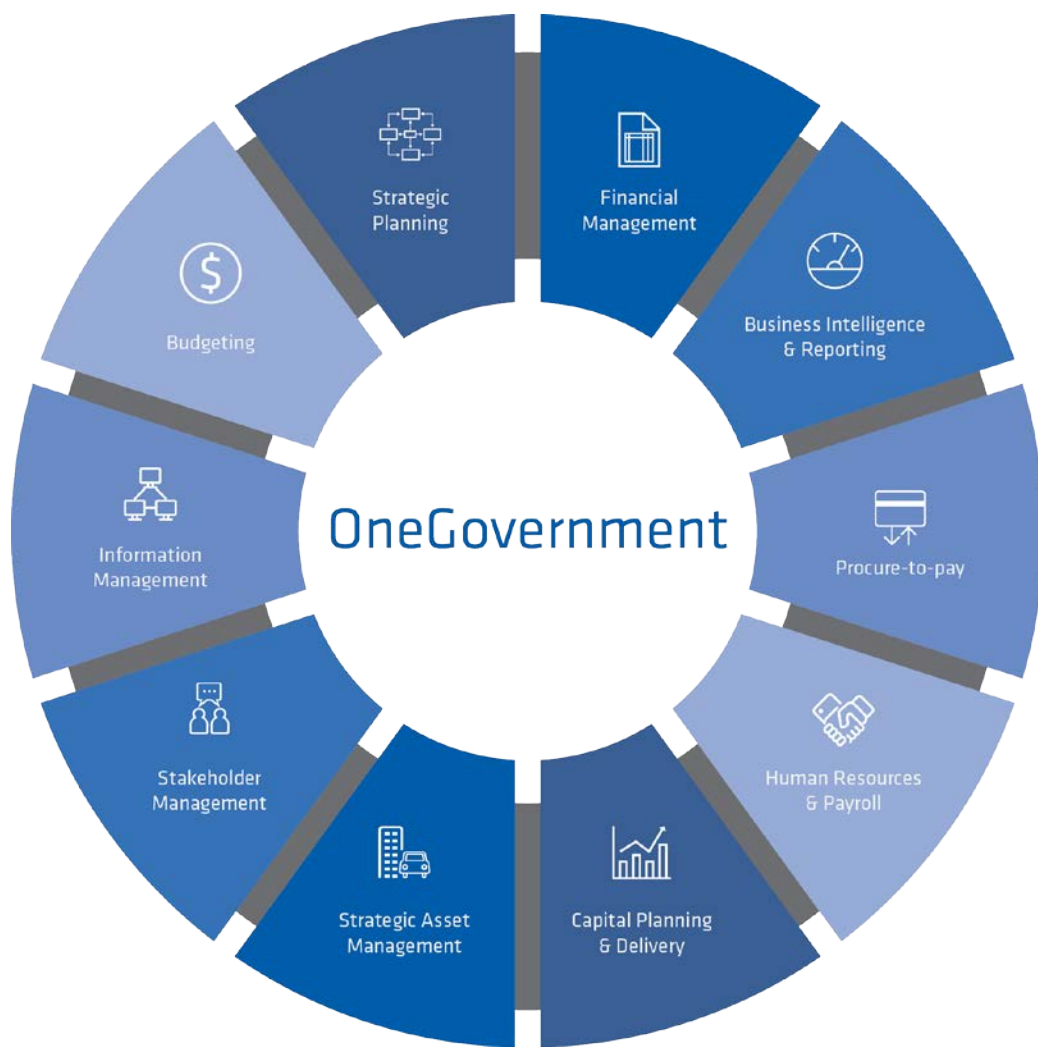 Strategic
Planning
Financial
Management
Business Intelligence
& Reporting
Procure-to-pay
Human Resources
& Payroll
Capital Planning
& Delivery
Strategic Asset
Management
Stakeholder
Management
Information
Management
Budgeting
$
OneGovernment